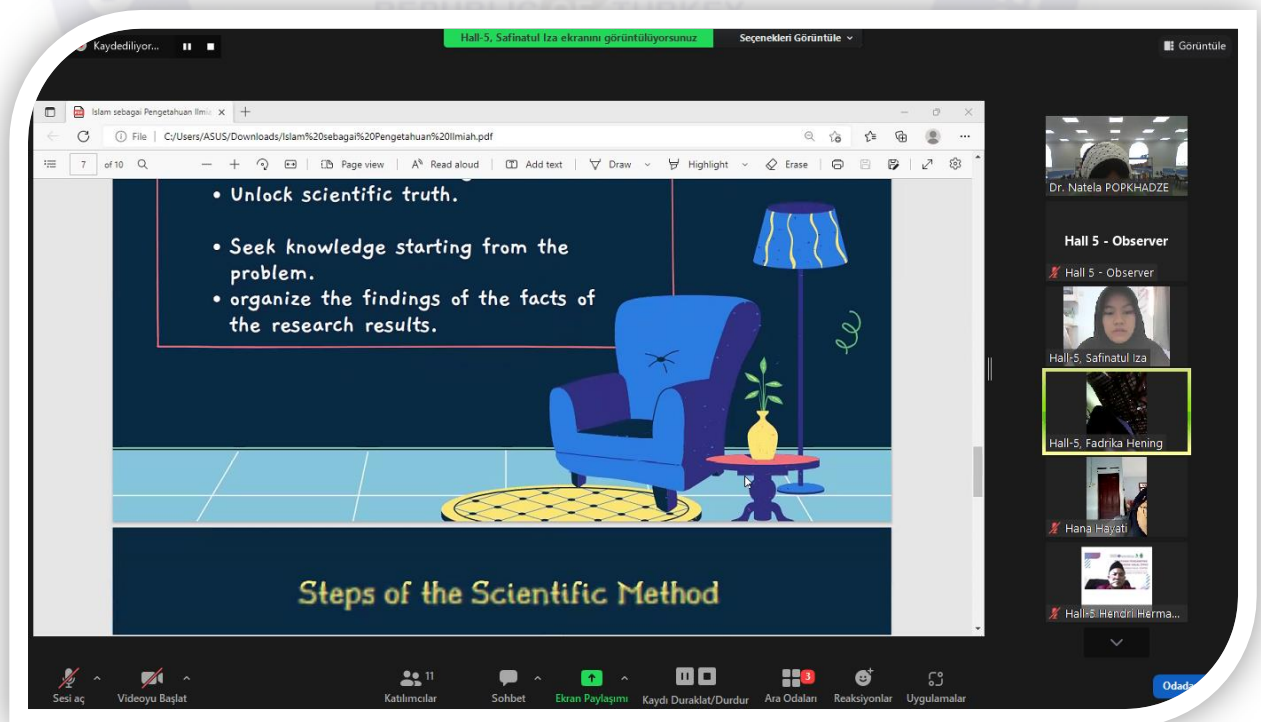 Kaydediliyor...
Hall-5, Safinatul Iza ekranını görüntülüyorsunuz
Seçenekleri Görüntüle
Görüntüle
Islam sebagai Pengetahuan Ilmia
File | C:/Users/ASUS/Downloads/Islam%20sebagai%20Pengetahuan%20Ilmiah.pdf
7 of 10
Page view
Read aloud
Add text
Draw
Highlight
Erase
• Unlock scientific truth.
• Seek knowledge starting from the
problem.
• organize the findings of the facts of
the research results.
Steps of the Scientific Method
Dr. Natela POPKHADZE
Hall 5 - Observer
Hall 5 - Observer
Hall-5, Safinatul Iza
Hall-5, Fadrika Hening
Hana Hayati
Hall-5 Hendri Herma...
Sesi aç
Videoyu Başlat
11
Katılımcılar
Sohbet
Ekran Paylaşımı
Kaydı Duraklat/Durdur
3
Ara Odaları
Reaksiyonlar
Uygulamalar